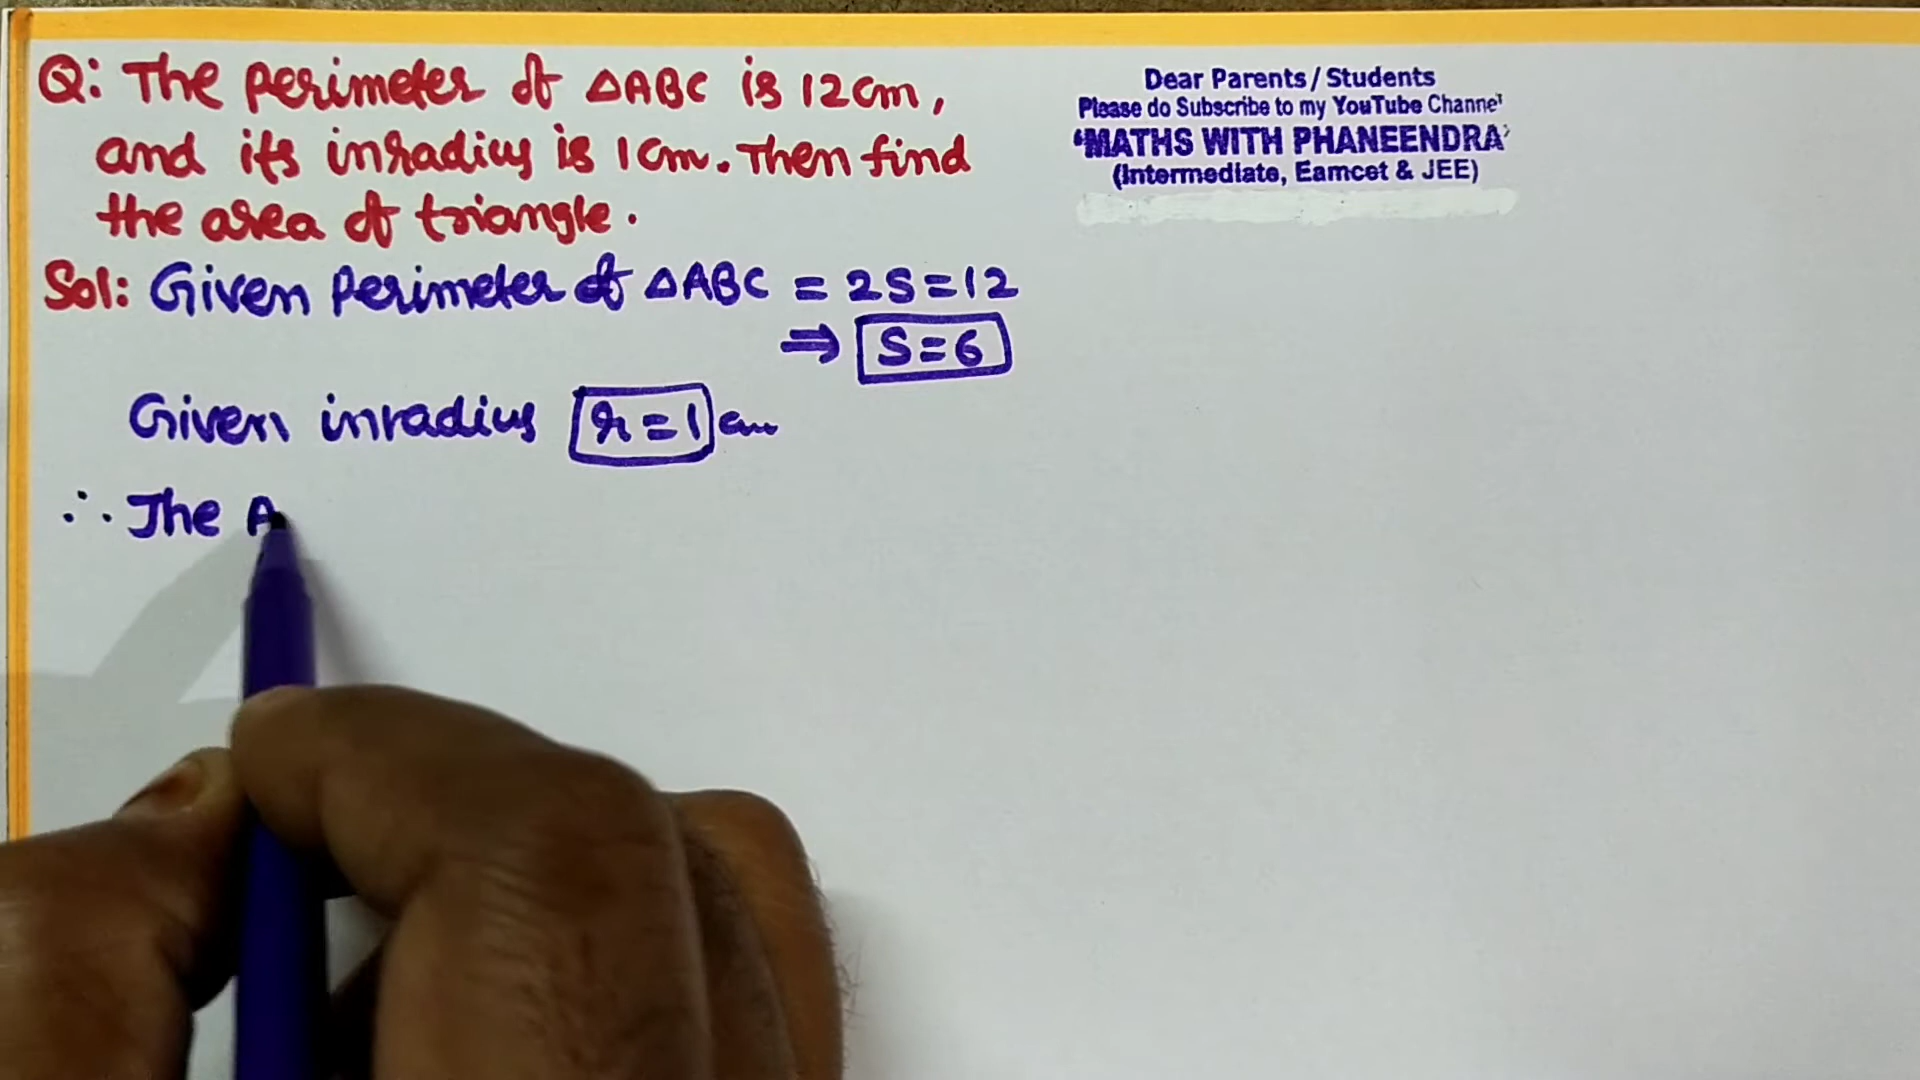 Q: The perimeter of △ABC is 12cm,
and its inradius is 1cm. Then find
the area of triangle.
Sol: Given perimeter of △ABC = 2S=12
⇒ S=6
Given inradius r=1 cm
∴ The A
Dear Parents / Students
Please do Subscribe to my YouTube Channel
'MATHS WITH PHANEENDRA'
(Intermediate, Eamcet & JEE)